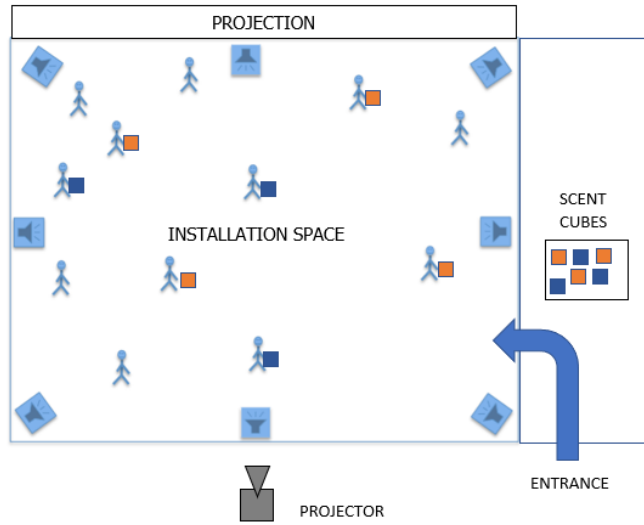 PROJECTION
SCENT
CUBES
INSTALLATION SPACE
ENTRANCE
PROJECTOR